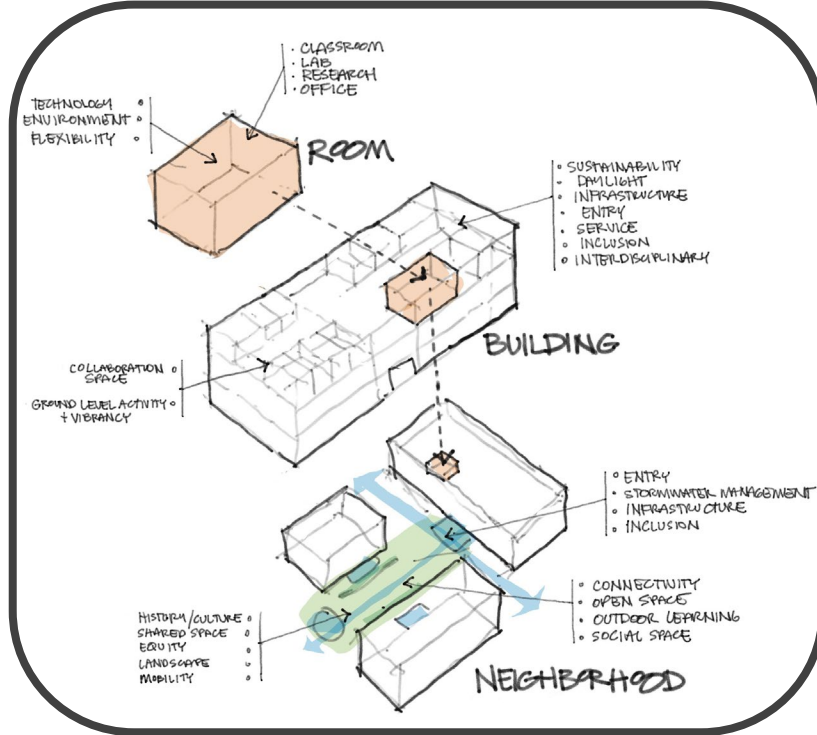 · CLASSROOM
· LAB
· RESEARCH
· OFFICE
TECHNOLOGY
ENVIRONMENT
FLEXIBILITY
ROOM
SUSTAINABILITY
DAYLIGHT
INFRASTRUCTURE
ENTRY
SERVICE
INCLUSION
INTERDISCIPLINARY
BUILDING
COLLABORATION
SPACE
GROUND LEVEL ACTIVITY
+ VIBRANCY
ENTRY
STORMWATER MANAGEMENT
INFRASTRUCTURE
INCLUSION
CONNECTIVITY
OPEN SPACE
OUTDOOR LEARNING
SOCIAL SPACE
HISTORY/CULTURE
SHARED SPACE
EQUITY
LANDSCAPE
MOBILITY
NEIGHBORHOOD